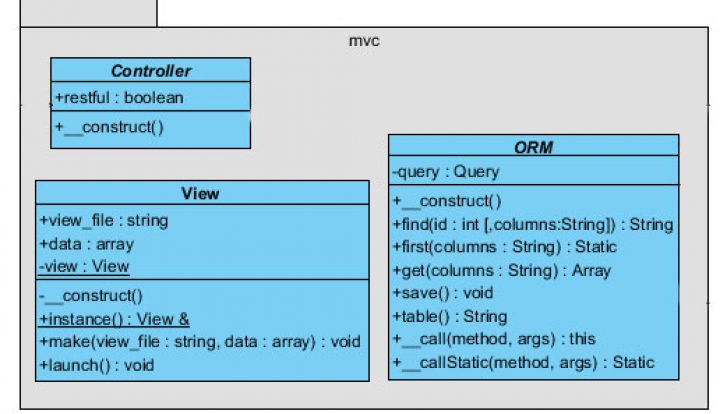 mvc
Controller
+restful : boolean
+__construct()
View
+view_file : string
+data : array
-view : View
-__construct()
+instance() : View &
+make(view_file : string, data : array) : void
+launch() : void
ORM
-query : Query
+__construct()
+find(id : int [,columns:String]) : String
+first(columns : String) : Static
+get(columns : String) : Array
+save() : void
+table() : String
+__call(method, args) : this
+__callStatic(method, args) : Static